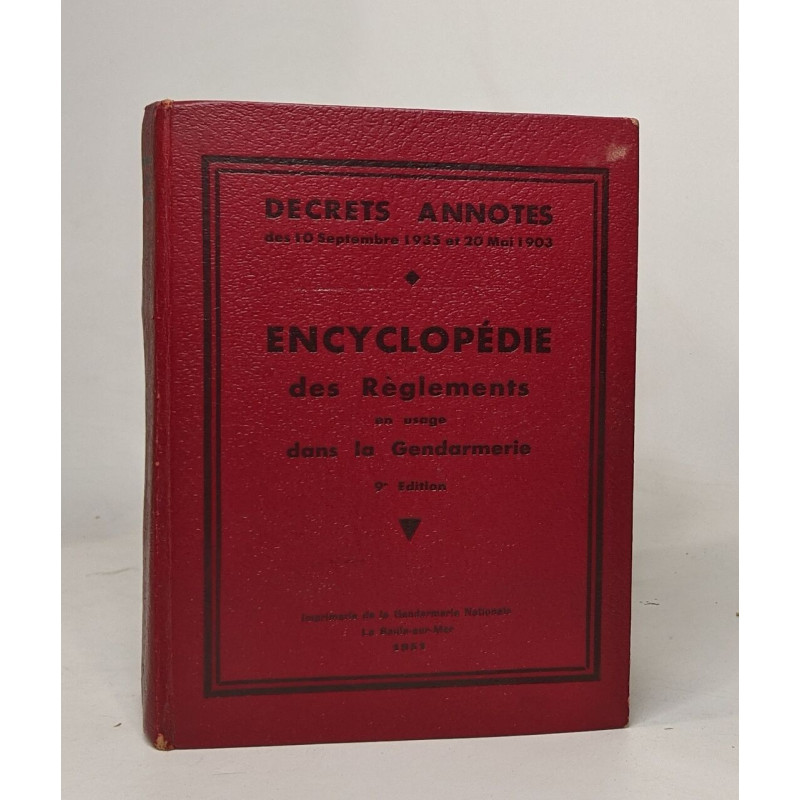 DECRETS ANNOTES
des 10 Septembre 1935 et 20 Mai 1903
ENCYCLOPÉDIE
des Règlements
en usage
dans la Gendarmerie
9e Edition
Imprimerie de la Gendarmerie Nationale
Le